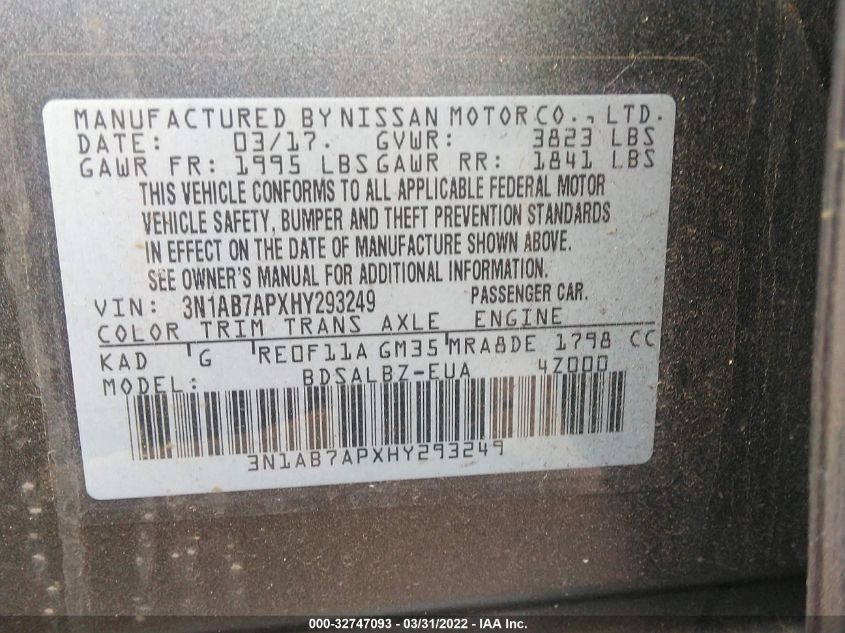 MANUFACTURED BY NISSAN MOTOR CO., LTD.
DATE: 03/17. GVWR: 3823 LBS
GAWR FR: 1995 LBS GAWR RR: 1841 LBS
THIS VEHICLE CONFORMS TO ALL APPLICABLE FEDERAL MOTOR
VEHICLE SAFETY, BUMPER AND THEFT PREVENTION STANDARDS
IN EFFECT ON THE DATE OF MANUFACTURE SHOWN ABOVE.
SEE OWNER'S MANUAL FOR ADDITIONAL INFORMATION.
VIN: 3N1AB7APXHY293249 PASSENGER CAR.
COLOR TRIM TRANS AXLE ENGINE
KAD G RE0F11A GM35 MRA8DE 1798 CC
MODEL: BDSALBZ-EUA 4Z000
3N1AB7APXHY293249
000-32747093 - 03/31/2022 - IAA Inc.